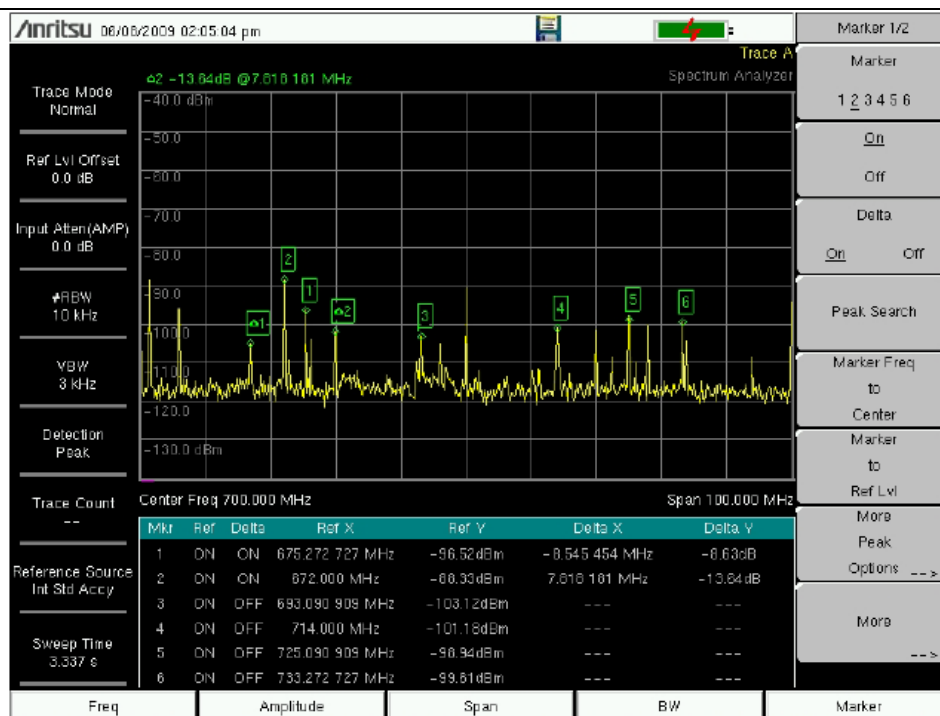 Anritsu 02:05:04 pm
Trace A
△2 -13.64dB @7.818 181 MHz
Spectrum Analyzer
Trace Mode
Normal
Ref Lvl Offset
0.0 dB
Input Atten(AMP)
0.0 dB
#RBW
10 kHz
VBW
3 kHz
Detection
Peak
Trace Count
--
Reference Source
Int Std Accy
Sweep Time
3.337 s
-40.0 dBm
-50.0
-60.0
-70.0
-80.0
-90.0
-100.0
-110.0
-120.0
-130.0 dBm
△1
2
1
△2
3
4
5
6
Center Freq 700.000 MHz
Span 100.000 MHz
Mkr Ref Delta Ref X Ref Y Delta X Delta Y
1 ON ON 675.272 727 MHz -96.52dBm -8.545 454 MHz -8.63dB
2 ON ON 672.000 MHz -88.33dBm 7.818 181 MHz -13.64dB
3 ON OFF 693.090 909 MHz -103.12dBm --- ---
4 ON OFF 714.000 MHz -101.18dBm --- ---
5 ON OFF 725.090 909 MHz -98.94dBm --- ---
6 ON OFF 733.272 727 MHz -99.61dBm --- ---
Marker 1/2
Marker
1 2 3 4 5 6
On
Off
Delta
On Off
Peak Search
Marker Freq
to
Center
Marker
to
Ref Lvl
More
Peak
Options -->
More
-->
Freq
Amplitude
Span
BW
Marker